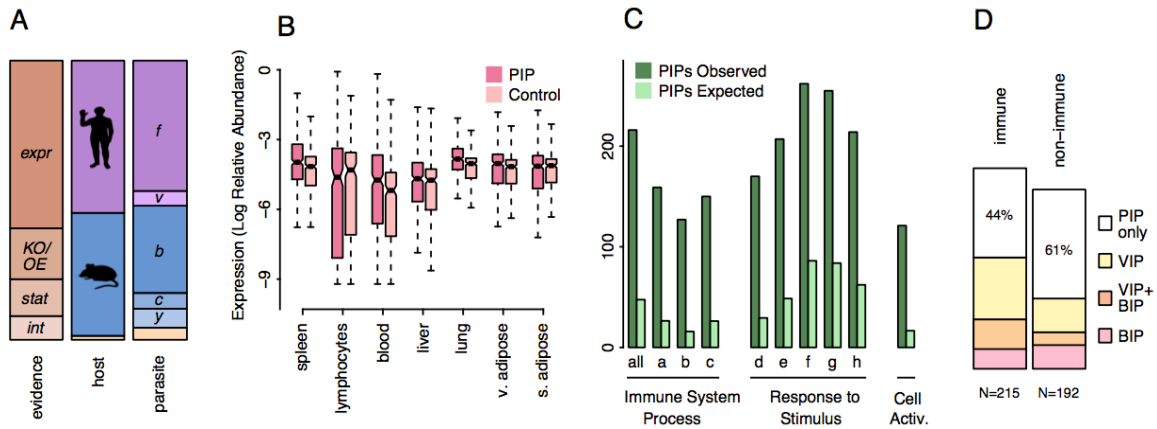 A
expr
KO/
OE
stat
int
f
v
b
c
y
evidence
host
parasite
B
Expression (Log Relative Abundance)
0
-3
-6
-9
PIP
Control
spleen
lymphocytes
blood
liver
lung
v. adipose
s. adipose
C
PIPs Observed
PIPs Expected
200
100
0
all a b c d e f g h
Immune System
Process
Response to
Stimulus
Cell
Activ.
D
immune
non-immune
44%
61%
PIP
only
VIP
VIP+
BIP
BIP
N=215 N=192